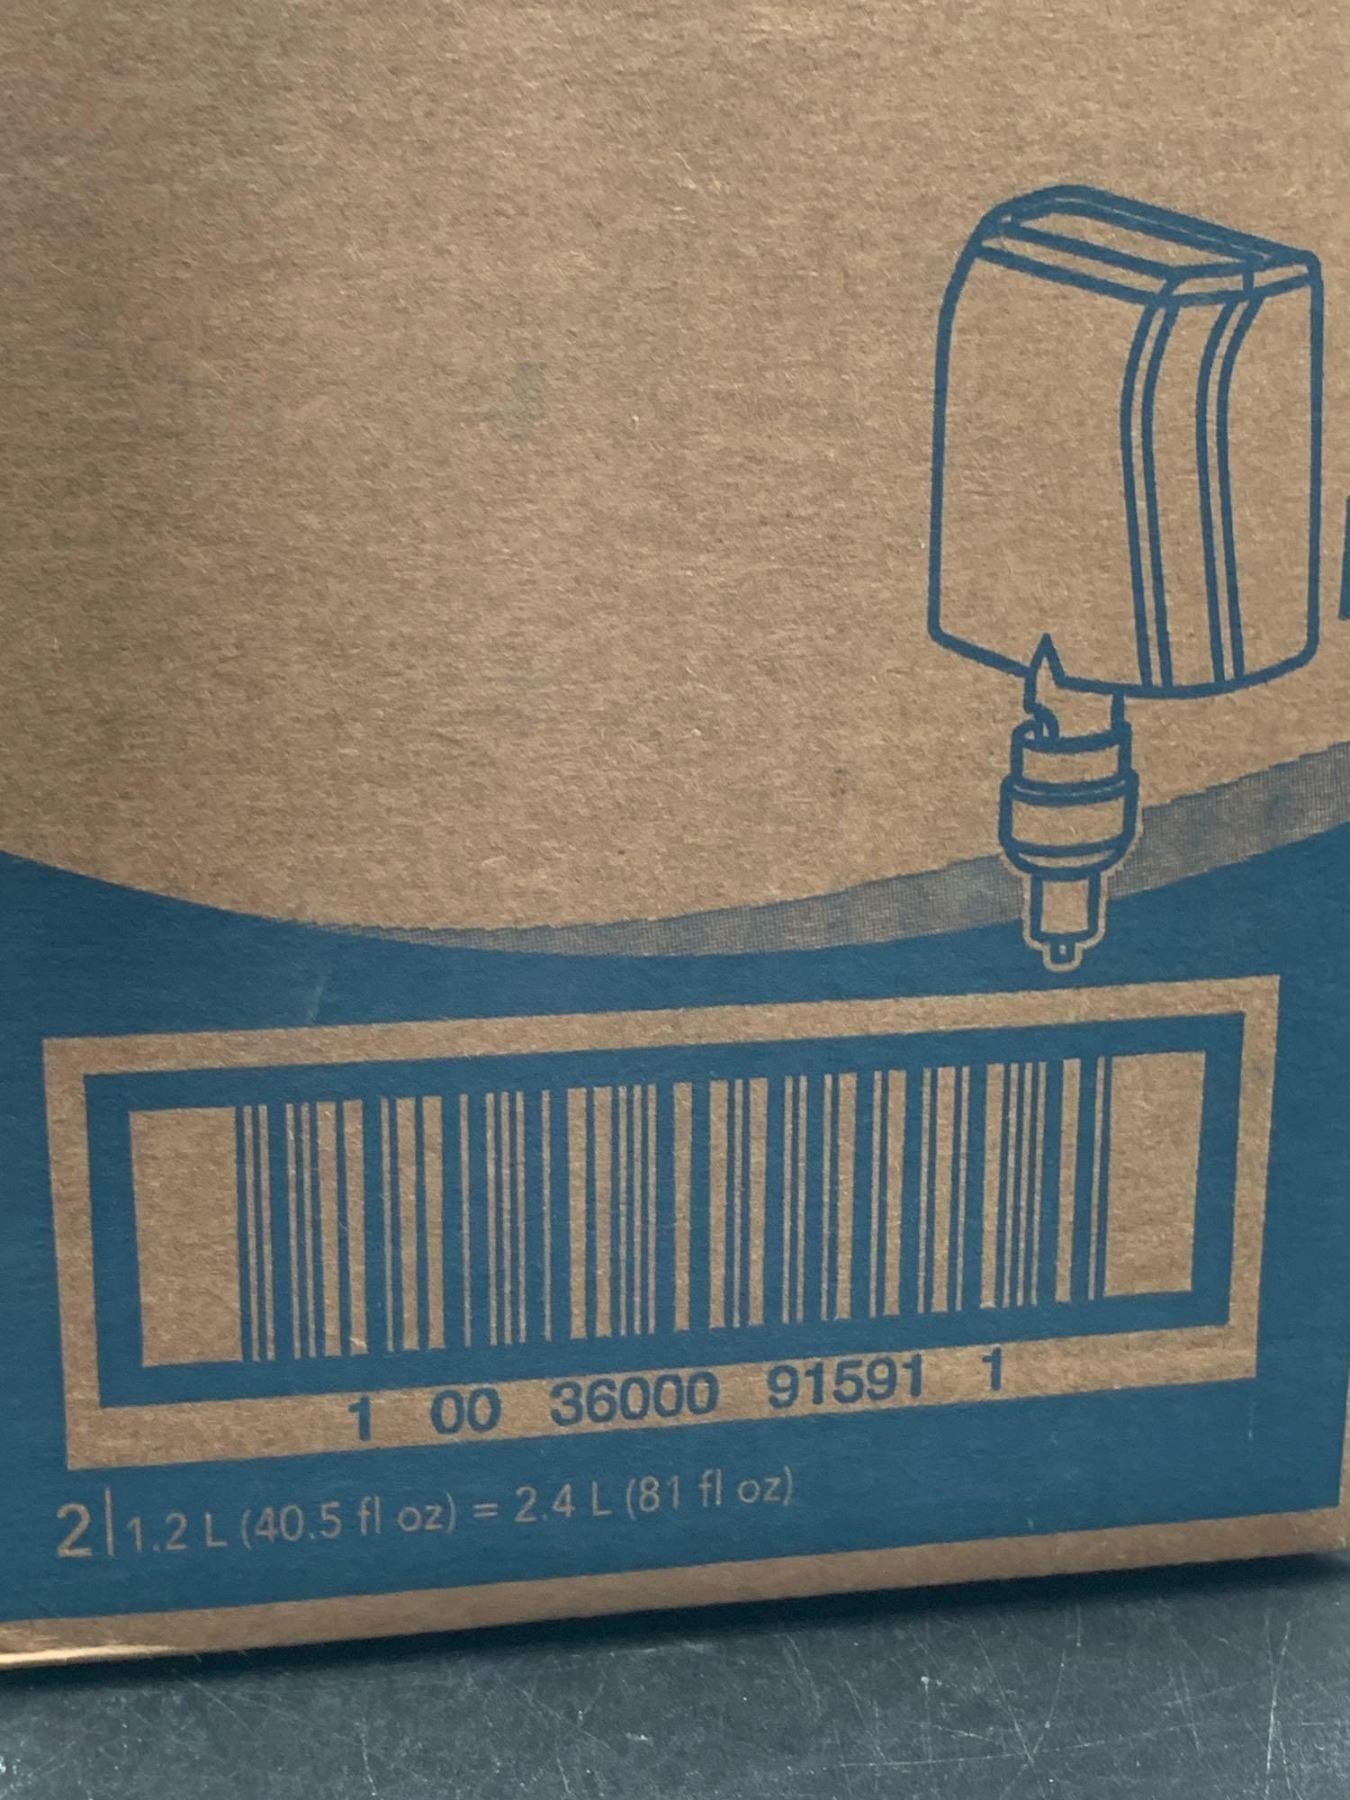 1 00 36000 91591 1
2 | 1.2 L (40.5 fl oz) = 2.4 L (81 fl oz)